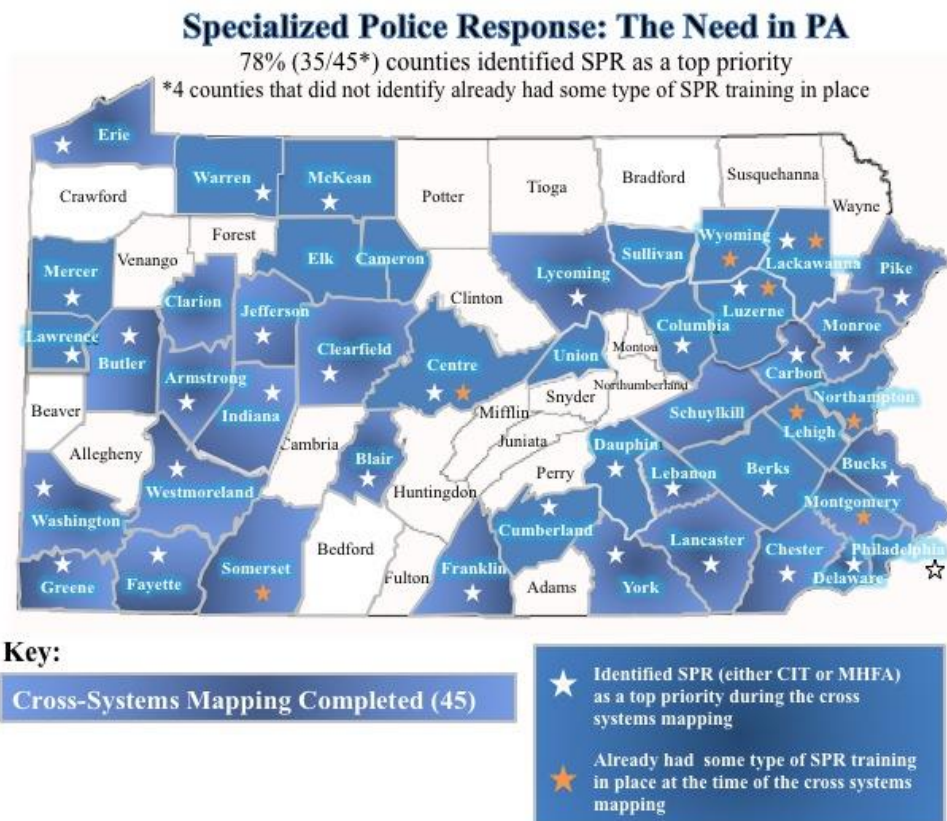 Specialized Police Response: The Need in PA
78% (35/45*) counties identified SPR as a top priority
*4 counties that did not identify already had some type of SPR training in place
Erie
Warren
McKean
Crawford
Potter
Tioga
Bradford
Susquehanna
Wayne
Forest
Venango
Mercer
Elk
Cameron
Lycoming
Sullivan
Wyoming
Lackawanna
Pike
Clarion
Jefferson
Clinton
Luzerne
Lawrence
Butler
Clearfield
Centre
Union
Columbia
Montoa
Monroe
Carbon
Armstrong
Indiana
Beaver
Snyder
Northumberland
Northampton
Mifflin
Schuylkill
Lehigh
Allegheny
Cambria
Blair
Juniata
Dauphin
Huntingdon
Perry
Lebanon
Berks
Bucks
Westmoreland
Montgomery
Washington
Cumberland
Bedford
Lancaster
Chester
Philadelphia
Greene
Fayette
Somerset
Fulton
Franklin
Adams
York
Delaware
Key:
Cross-Systems Mapping Completed (45)
Identified SPR (either CIT or MHFA)
as a top priority during the cross
systems mapping
Already had some type of SPR training
in place at the time of the cross systems
mapping